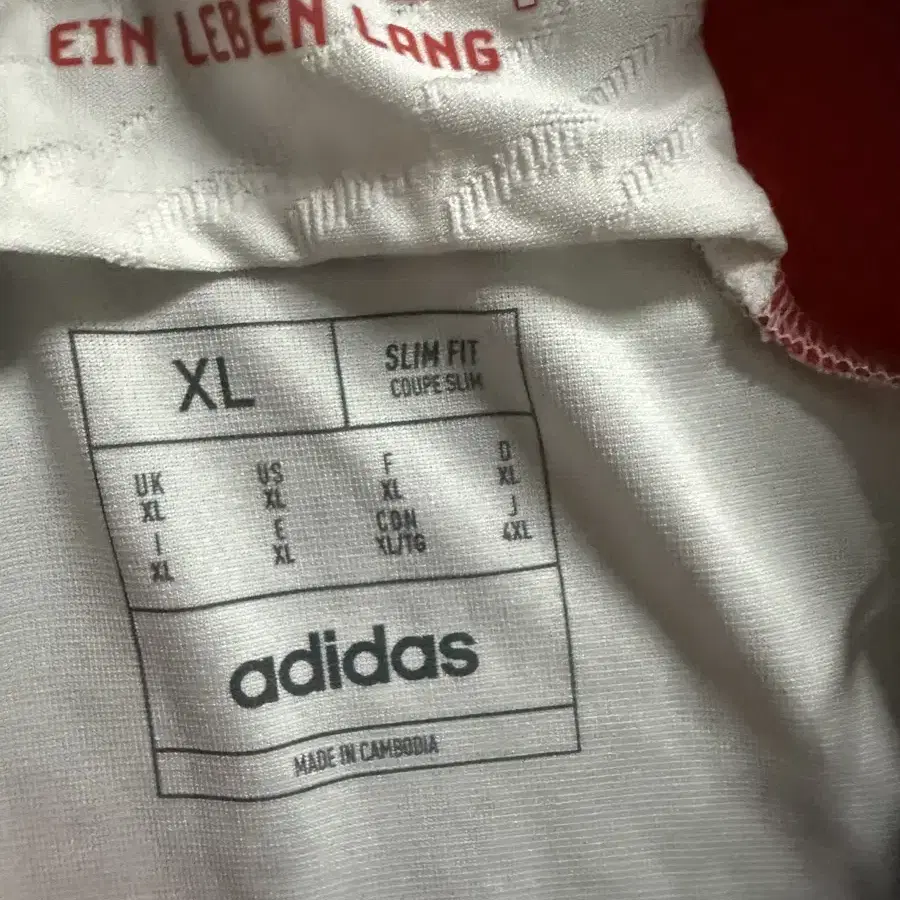 EIN LEBEN LANG
XL
SLIM FIT
COUPE SLIM
UK US F D
XL XL XL XL
I E CDN J
XL XL XL/TG 4XL
adidas
MADE IN CAMBODIA